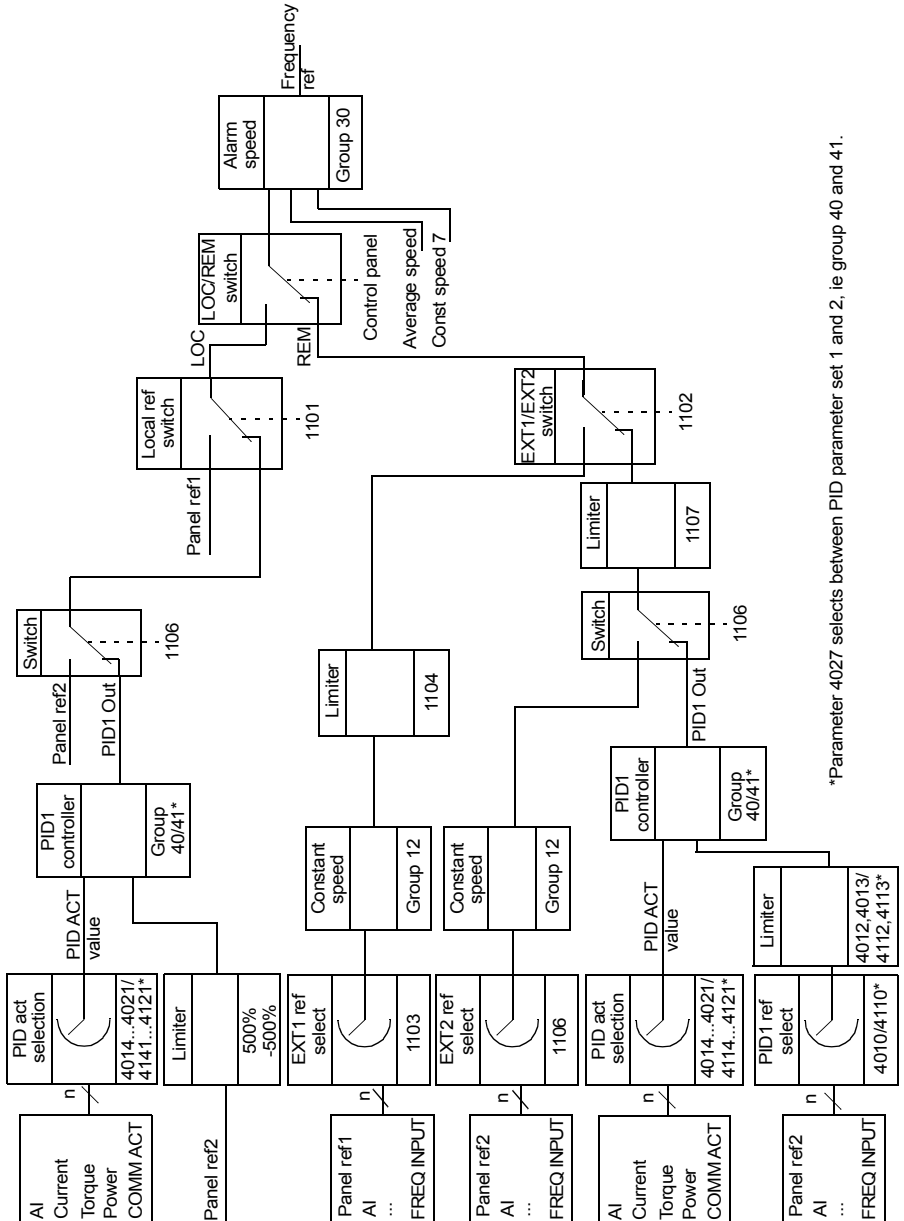 AI
Current
Torque
Power
COMM ACT
n
PID act
selection
4014...4021/
4141...4121*
PID ACT
value
PID1
controller
Group
40/41*
Panel ref2
PID1 Out
Switch
1106
Panel ref2
Limiter
500%
-500%
Panel ref1
Local ref
switch
1101
LOC
REM
LOC/REM
switch
Control panel
Average speed
Const speed 7
Alarm
speed
Group 30
Frequency
ref
Panel ref1
AI
...
FREQ INPUT
n
EXT1 ref
select
1103
Constant
speed
Group 12
Limiter
1104
EXT1/EXT2
switch
1102
Panel ref2
AI
...
FREQ INPUT
n
EXT2 ref
select
1106
Constant
speed
Group 12
Switch
1106
Limiter
1107
AI
Current
Torque
Power
COMM ACT
n
PID act
selection
4014...4021/
4114...4121*
PID ACT
value
PID1
controller
Group
40/41*
PID1 Out
Panel ref2
AI
...
FREQ INPUT
n
PID1 ref
select
4010/4110*
Limiter
4012,4013/
4112,4113*
*Parameter 4027 selects between PID parameter set 1 and 2, ie group 40 and 41.